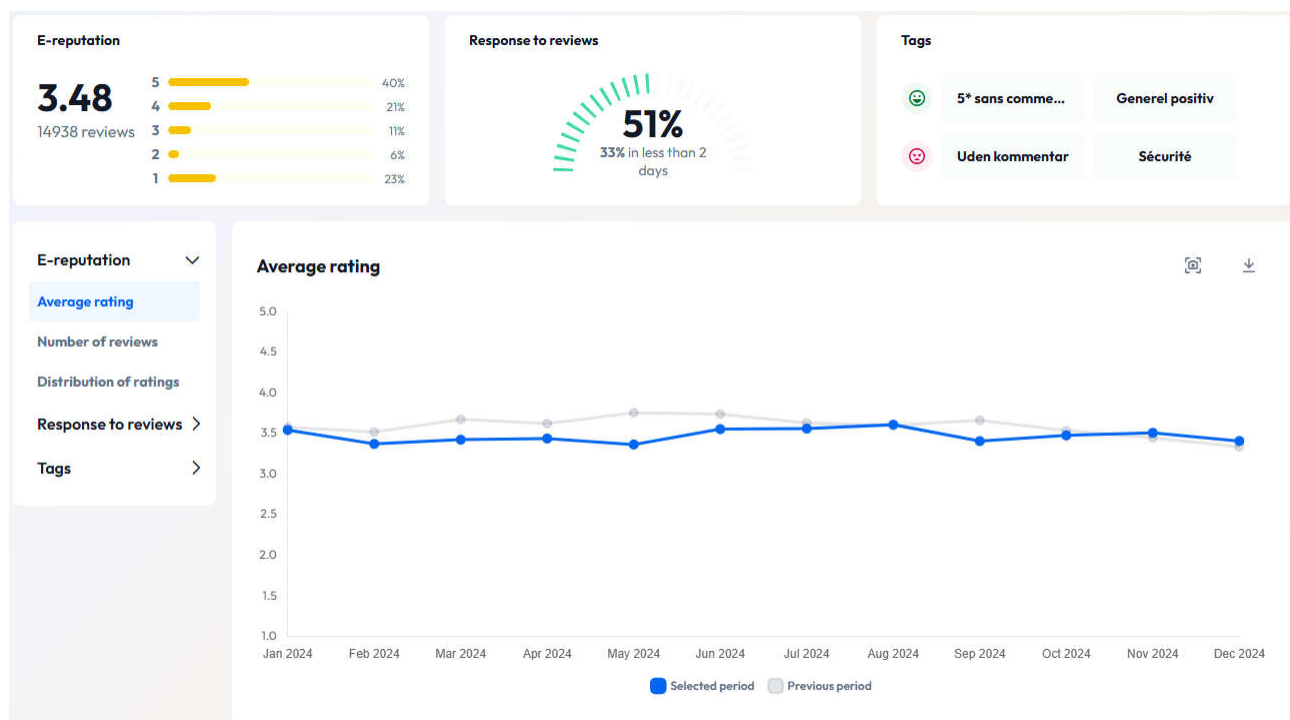 E-reputation
3.48
14938 reviews
5 40%
4 21%
3 11%
2 6%
1 23%
Response to reviews
51%
33% in less than 2
days
Tags
5* sans comme... Generel positiv
Uden kommentar Sécurité
E-reputation
Average rating
Number of reviews
Distribution of ratings
Response to reviews
Tags
Average rating
5.0
4.5
4.0
3.5
3.0
2.5
2.0
1.5
1.0
Jan 2024 Feb 2024 Mar 2024 Apr 2024 May 2024 Jun 2024 Jul 2024 Aug 2024 Sep 2024 Oct 2024 Nov 2024 Dec 2024
Selected period Previous period